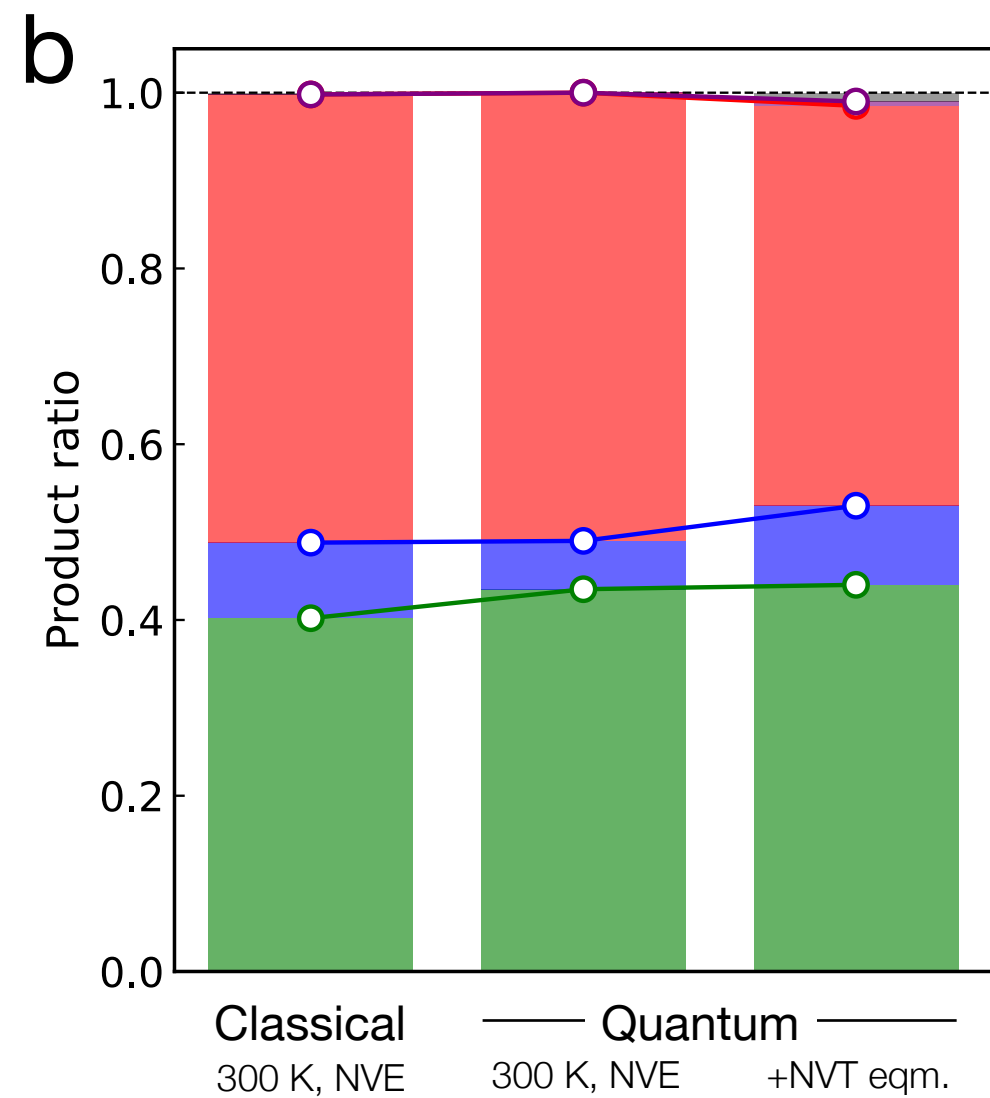 b
1.0
0.8
0.6
0.4
0.2
0.0
Product ratio
Classical
Quantum
300 K, NVE
300 K, NVE
+NVT eqm.